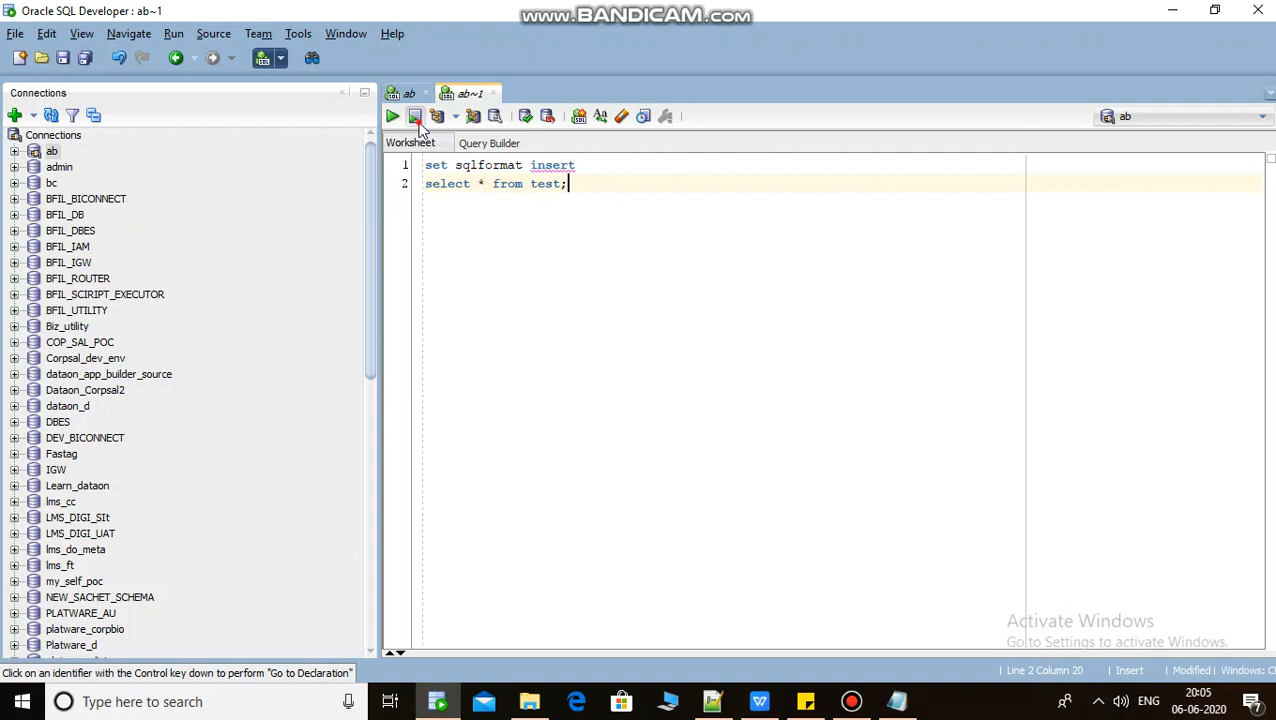 Oracle SQL Developer: ab~1
www.BANDICAM.com
File Edit View Navigate Run Source Team Tools Window Help
Connections
ab
ab~1
ab
Worksheet Query Builder
Connections
ab
admin
bc
BFIL_BICONNECT
BFIL_DB
BFIL_DBES
BFIL_IAM
BFIL_IGW
BFIL_ROUTER
BFIL_SCIRIPT_EXECUTOR
BFIL_UTILITY
Biz_utility
COP_SAL_POC
Corpsal_dev_env
dataon_app_builder_source
Dataon_Corpsal2
dataon_d
DBES
DEV_BICONNECT
Fastag
IGW
Learn_dataon
lms_cc
LMS_DIGI_SIt
LMS_DIGI_UAT
lms_do_meta
lms_ft
my_self_poc
NEW_SACHET_SCHEMA
PLATWARE_AU
platware_corpbio
Platware_d
1 set sqlformat insert
2 select * from test;
Activate Windows
Go to Settings to activate Windows.
Click on an identifier with the Control key down to perform "Go to Declaration"
Line 2 Column 20 Insert Modified Windows: C
Type here to search
ENG
20:05
06-06-2020
7